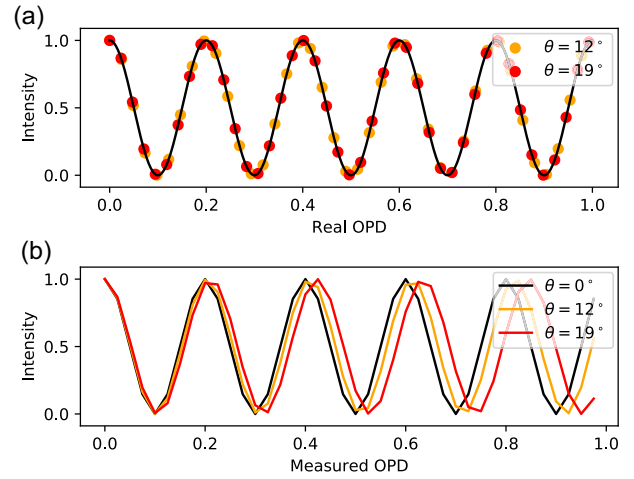 (a)
1.0
0.5
0.0
Intensity
θ = 12°
θ = 19°
0.0 0.2 0.4 0.6 0.8 1.0
Real OPD
(b)
1.0
0.5
0.0
Intensity
θ = 0°
θ = 12°
θ = 19°
0.0 0.2 0.4 0.6 0.8 1.0
Measured OPD